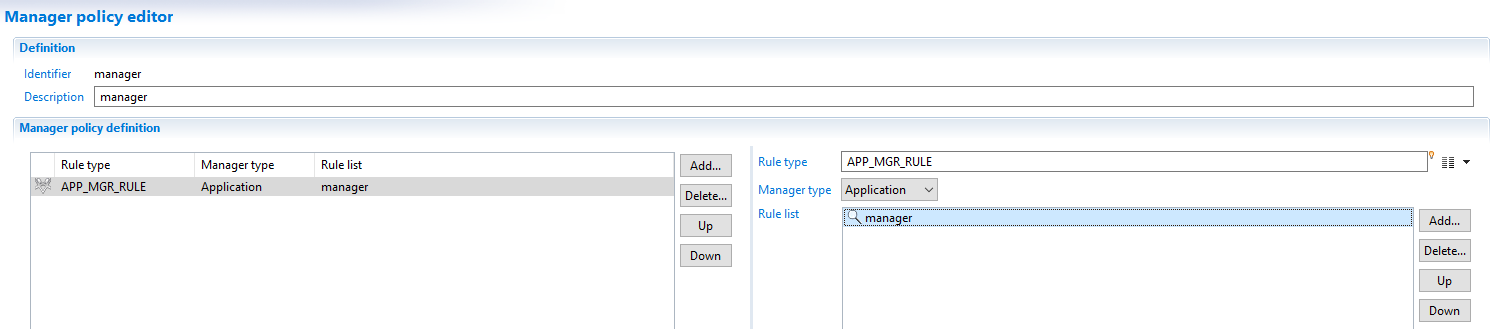 Manager policy editor
Definition
Identifier manager
Description manager
Manager policy definition
Rule type Manager type Rule list
APP_MGR_RULE Application manager
Add...
Delete...
Up
Down
Rule type APP_MGR_RULE
Manager type Application
Rule list manager
Add...
Delete...
Up
Down